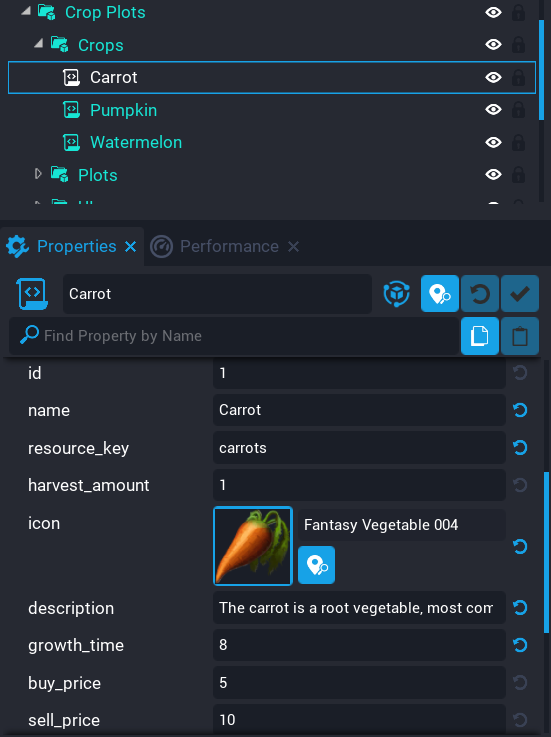 Crop Plots
Crops
Carrot
Pumpkin
Watermelon
Plots
Properties
Performance
Carrot
Find Property by Name
id 1
name Carrot
resource_key carrots
harvest_amount 1
icon Fantasy Vegetable 004
description The carrot is a root vegetable, most com
growth_time 8
buy_price 5
sell_price 10